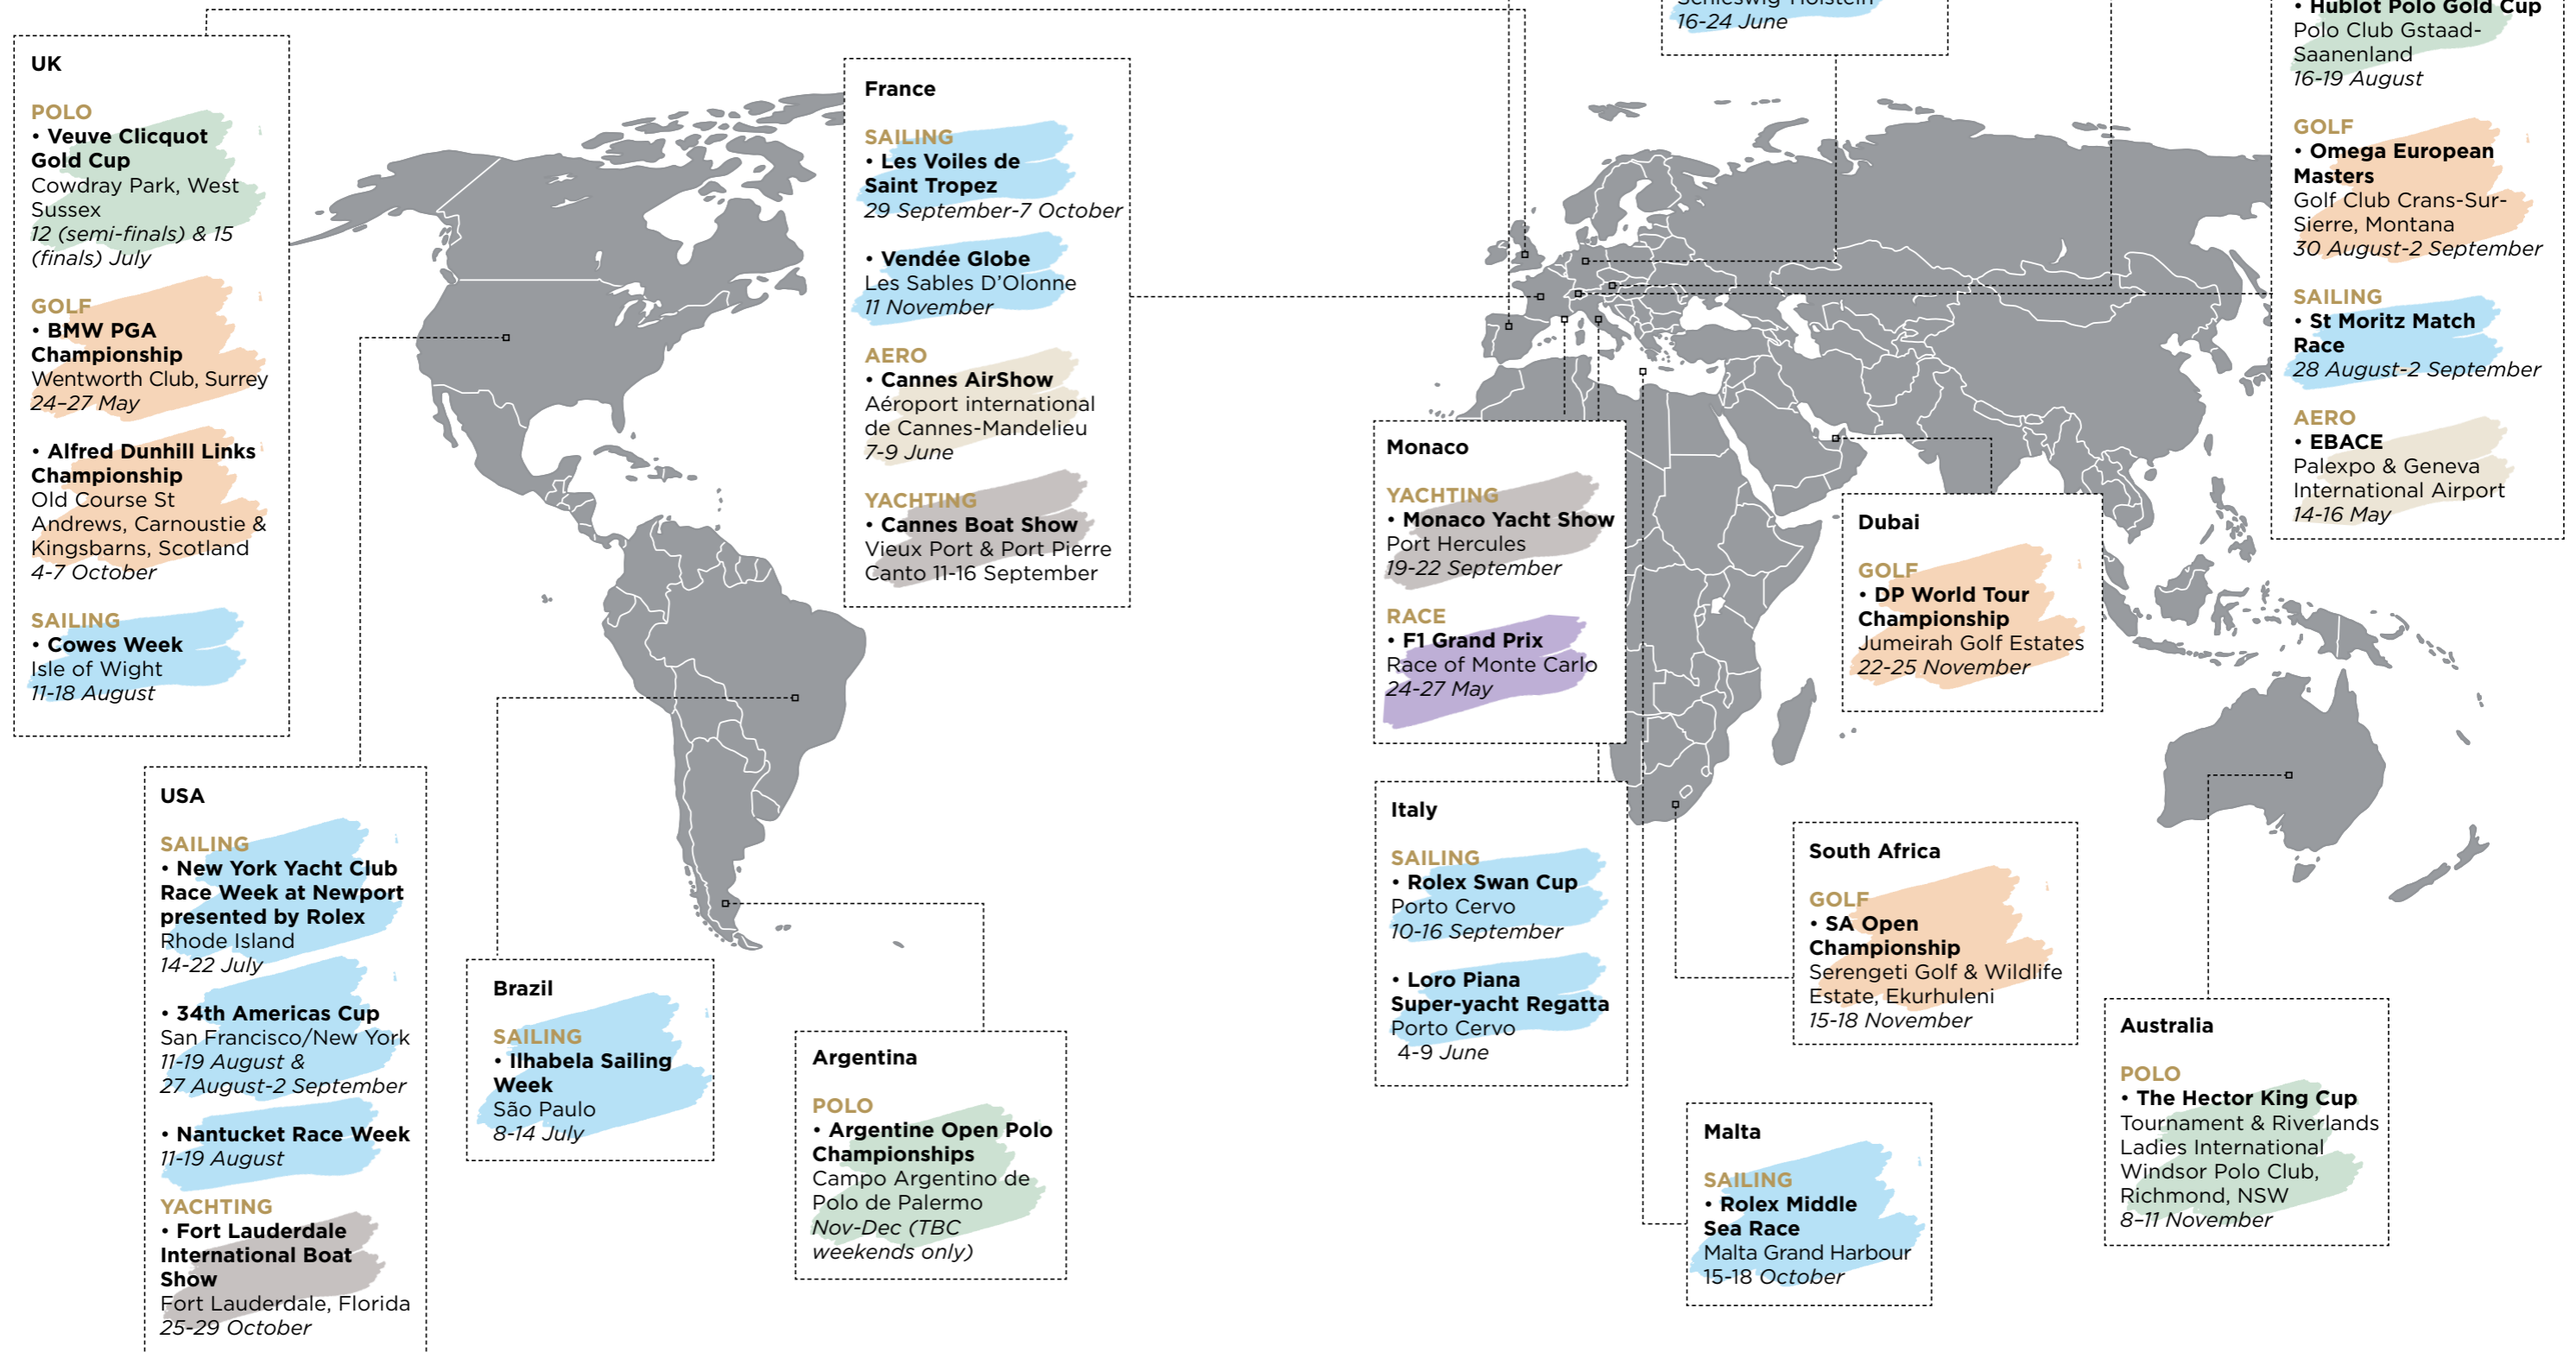 Schleswig-Holstein
16-24 June
• Hublot Polo Gold Cup
Polo Club Gstaad-
Saanenland
16-19 August
GOLF
• Omega European
Masters
Golf Club Crans-Sur-
Sierre, Montana
30 August-2 September
SAILING
• St Moritz Match
Race
28 August-2 September
AERO
• EBACE
Palexpo & Geneva
International Airport
14-16 May
UK
POLO
• Veuve Clicquot
Gold Cup
Cowdray Park, West
Sussex
12 (semi-finals) & 15
(finals) July
GOLF
• BMW PGA
Championship
Wentworth Club, Surrey
24–27 May
• Alfred Dunhill Links
Championship
Old Course St
Andrews, Carnoustie &
Kingsbarns, Scotland
4-7 October
SAILING
• Cowes Week
Isle of Wight
11-18 August
France
SAILING
• Les Voiles de
Saint Tropez
29 September-7 October
• Vendée Globe
Les Sables D’Olonne
11 November
AERO
• Cannes AirShow
Aéroport international
de Cannes-Mandelieu
7-9 June
YACHTING
• Cannes Boat Show
Vieux Port & Port Pierre
Canto 11-16 September
Monaco
YACHTING
• Monaco Yacht Show
Port Hercules
19-22 September
RACE
• F1 Grand Prix
Race of Monte Carlo
24-27 May
Dubai
GOLF
• DP World Tour
Championship
Jumeirah Golf Estates
22-25 November
USA
SAILING
• New York Yacht Club
Race Week at Newport
presented by Rolex
Rhode Island
14-22 July
• 34th Americas Cup
San Francisco/New York
11-19 August &
27 August-2 September
• Nantucket Race Week
11-19 August
YACHTING
• Fort Lauderdale
International Boat
Show
Fort Lauderdale, Florida
25-29 October
Brazil
SAILING
• Ilhabela Sailing
Week
São Paulo
8-14 July
Argentina
POLO
• Argentine Open Polo
Championships
Campo Argentino de
Polo de Palermo
Nov-Dec (TBC
weekends only)
Italy
SAILING
• Rolex Swan Cup
Porto Cervo
10-16 September
• Loro Piana
Super-yacht Regatta
Porto Cervo
4-9 June
South Africa
GOLF
• SA Open
Championship
Serengeti Golf & Wildlife
Estate, Ekurhuleni
15-18 November
Malta
SAILING
• Rolex Middle
Sea Race
Malta Grand Harbour
15-18 October
Australia
POLO
• The Hector King Cup
Tournament & Riverlands
Ladies International
Windsor Polo Club,
Richmond, NSW
8–11 November